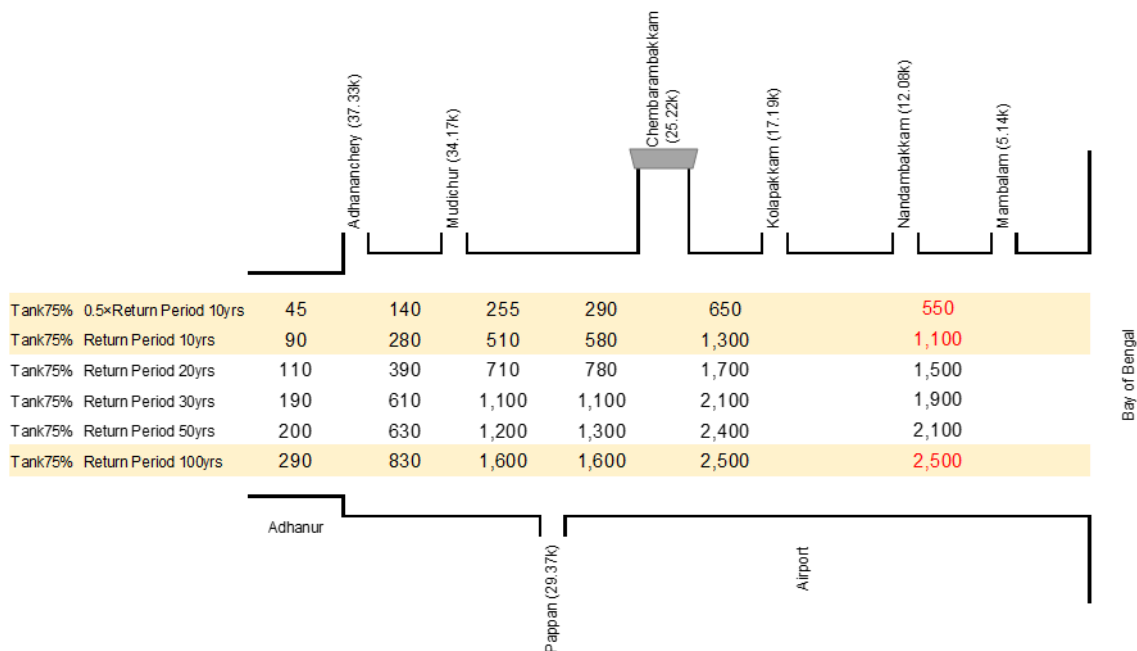 Adhananchery (37.33k)
Mudichur (34.17k)
Chembarambakkam
(25.22k)
Kolapakkam (17.19k)
Nandambakkam (12.08k)
Mambalam (5.14k)
Tank75% 0.5×Return Period 10yrs 45 140 255 290 650 550
Tank75% Return Period 10yrs 90 280 510 580 1,300 1,100
Tank75% Return Period 20yrs 110 390 710 780 1,700 1,500
Tank75% Return Period 30yrs 190 610 1,100 1,100 2,100 1,900
Tank75% Return Period 50yrs 200 630 1,200 1,300 2,400 2,100
Tank75% Return Period 100yrs 290 830 1,600 1,600 2,500 2,500
Bay of Bengal
Adhanur
Pappan (29.37k)
Airport